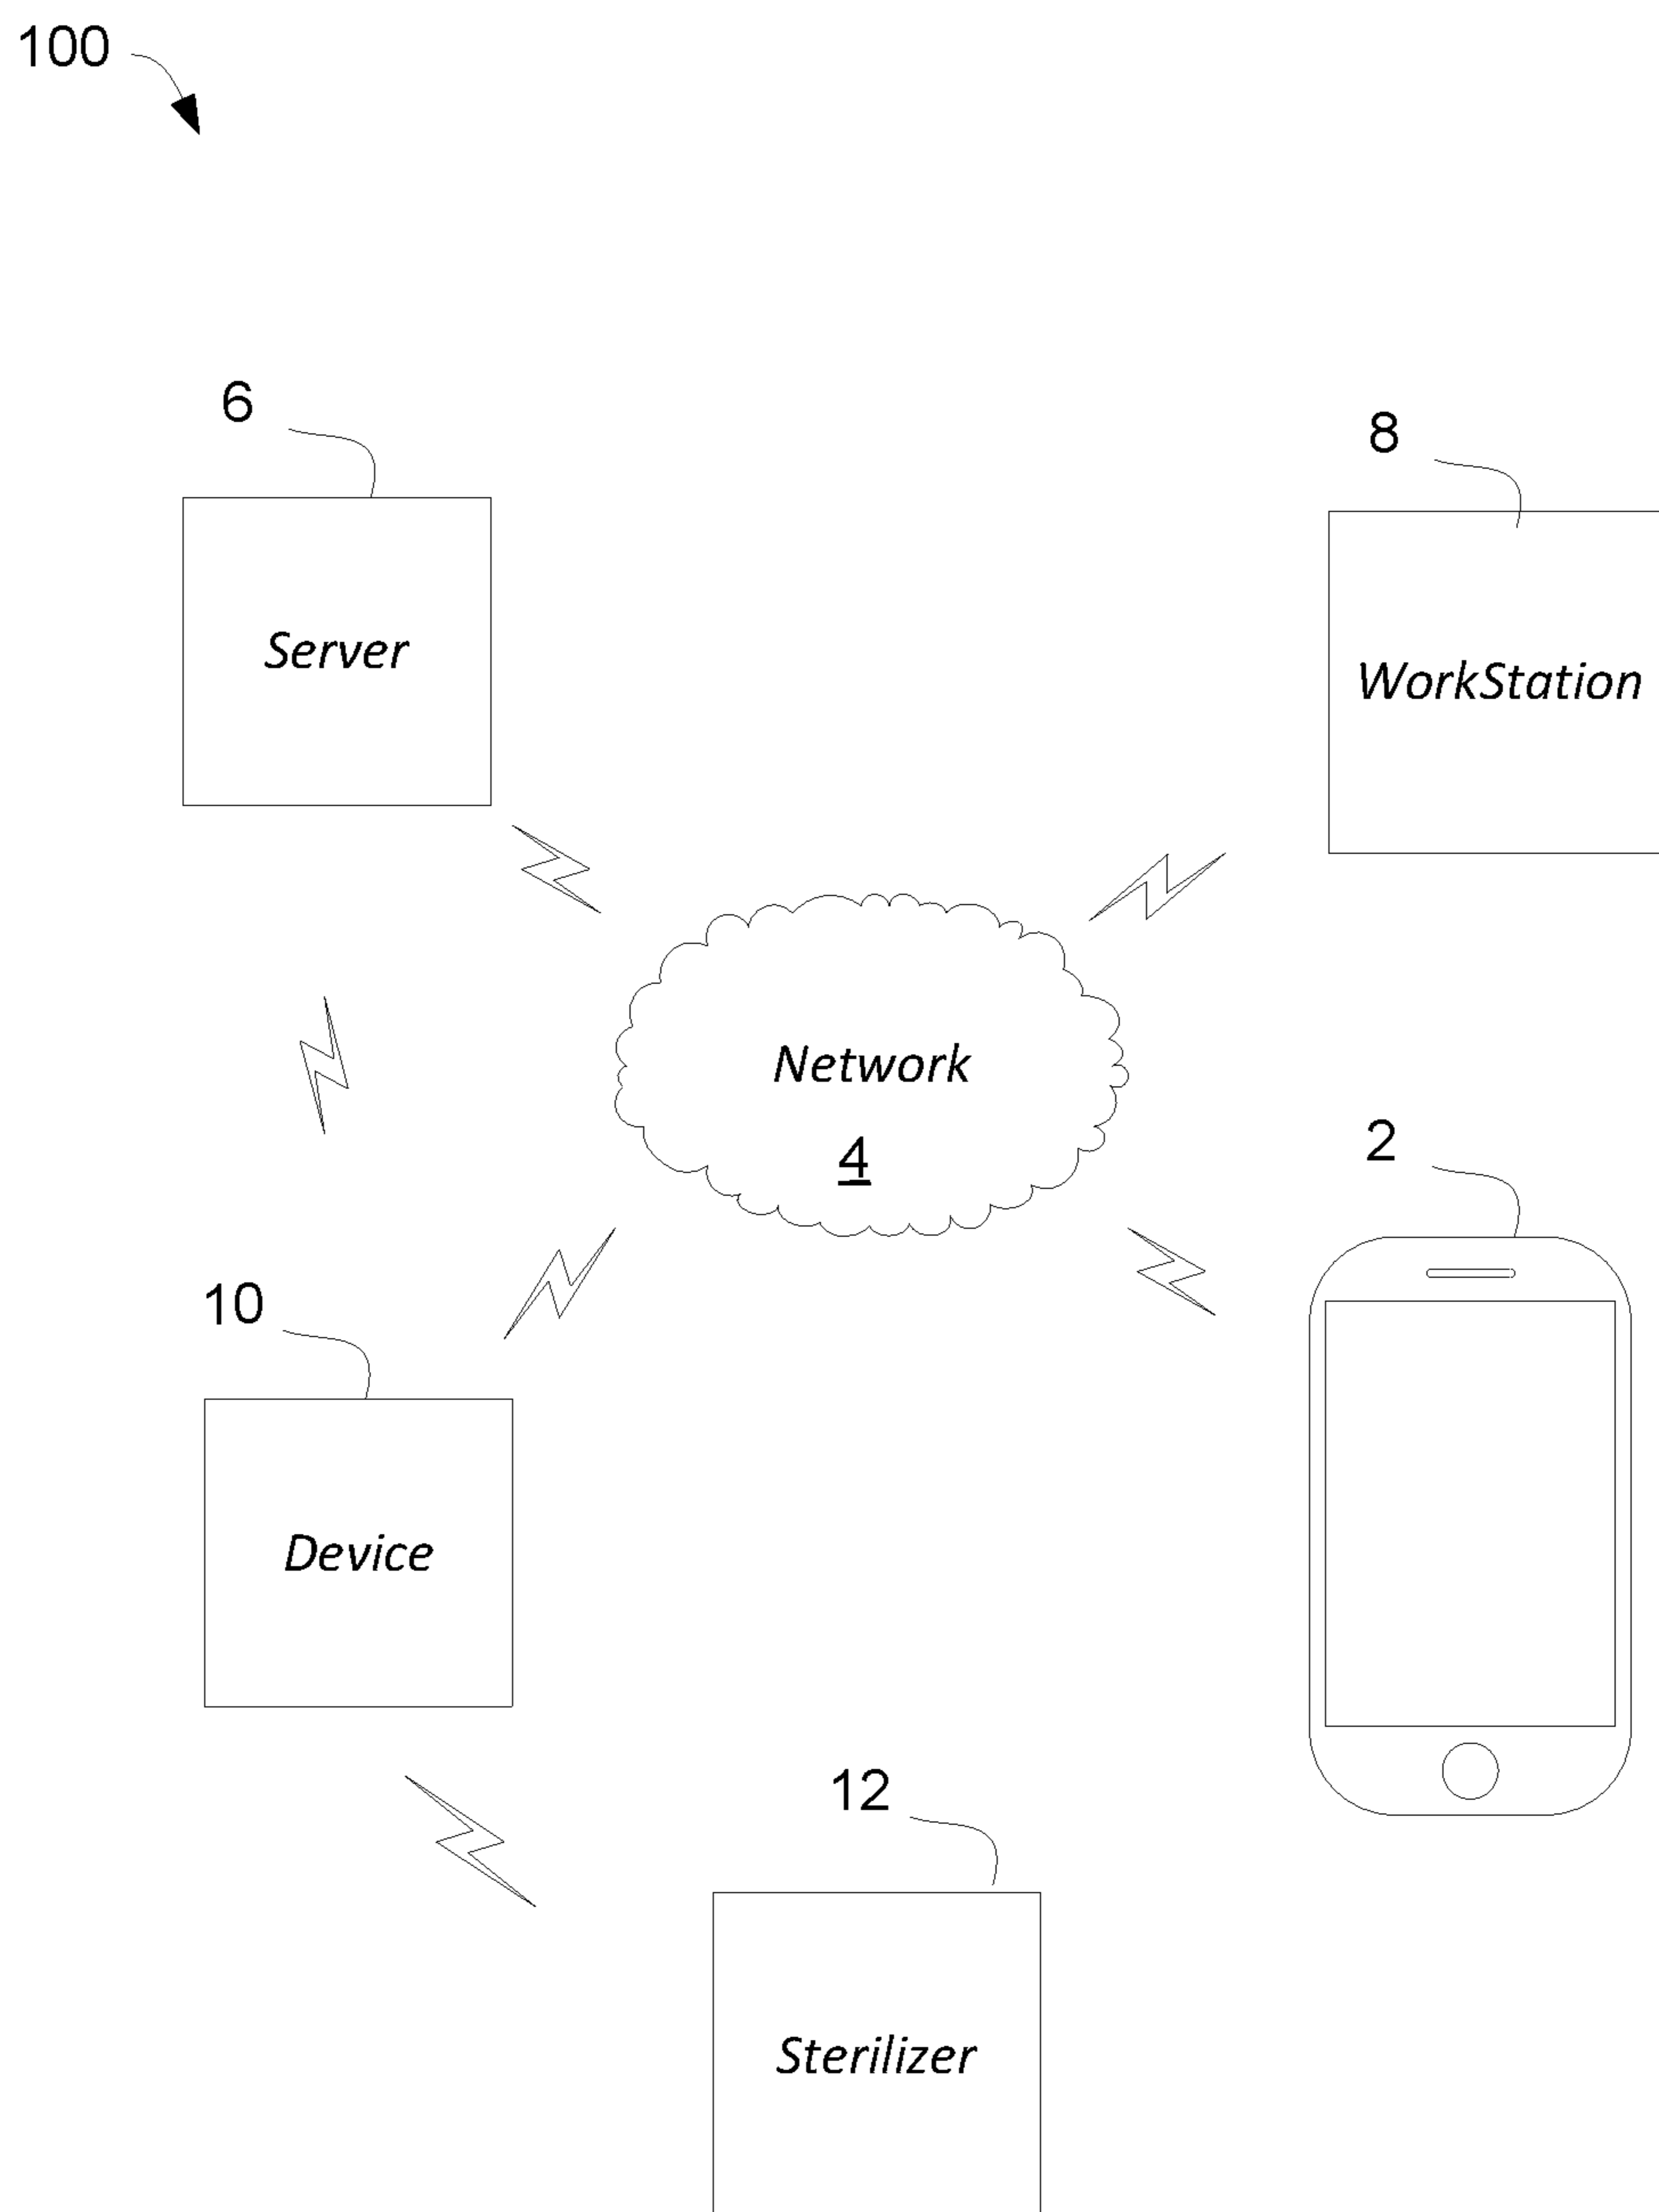 100
6
8
Server
WorkStation
Network
4
2
10
Device
12
Sterilizer